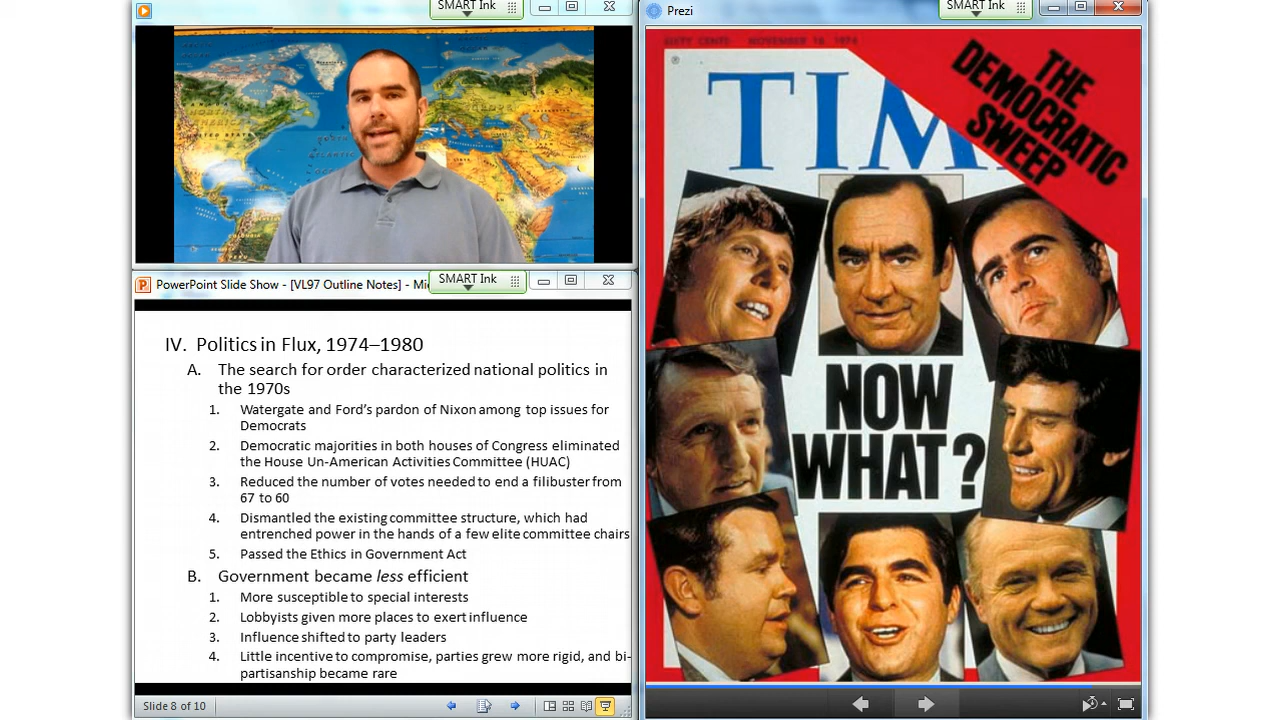 SMART Ink
PowerPoint Slide Show - [VL97 Outline Notes] - Mi
SMART Ink
IV. Politics in Flux, 1974–1980
A. The search for order characterized national politics in
the 1970s
1. Watergate and Ford's pardon of Nixon among top issues for
Democrats
2. Democratic majorities in both houses of Congress eliminated
the House Un-American Activities Committee (HUAC)
3. Reduced the number of votes needed to end a filibuster from
67 to 60
4. Dismantled the existing committee structure, which had
entrenched power in the hands of a few elite committee chairs
5. Passed the Ethics in Government Act
B. Government became less efficient
1. More susceptible to special interests
2. Lobbyists given more places to exert influence
3. Influence shifted to party leaders
4. Little incentive to compromise, parties grew more rigid, and bi-
partisanship became rare
Slide 8 of 10
Prezi
SMART Ink
SIXTY CENTS NOVEMBER 18, 1974
TIM
THE
DEMOCRATIC
SWEEP
NOW
WHAT?